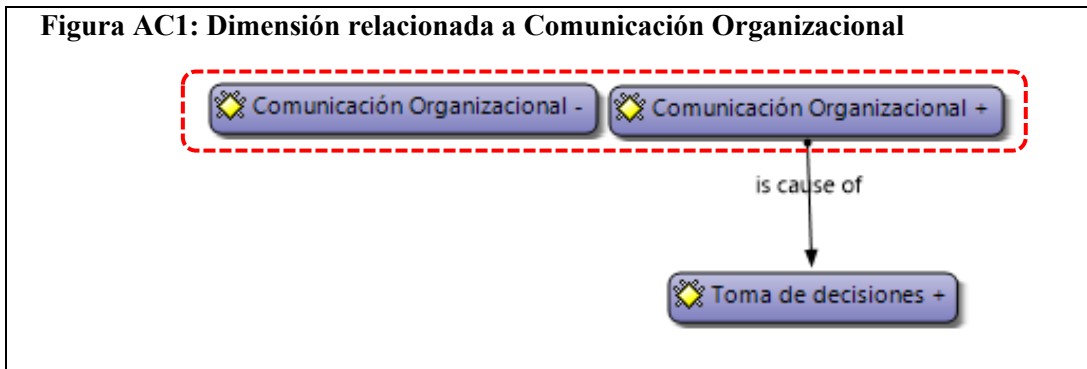 Figura AC1: Dimensión relacionada a Comunicación Organizacional
Comunicación Organizacional -
Comunicación Organizacional +
is cause of
Toma de decisiones +